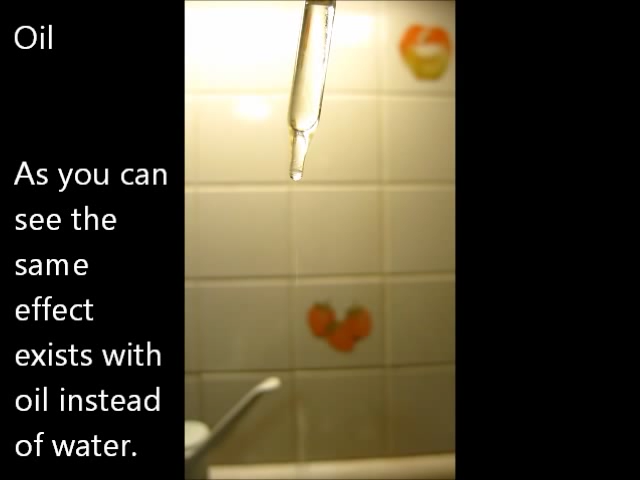 Oil
As you can
see the
same
effect
exists with
oil instead
of water.